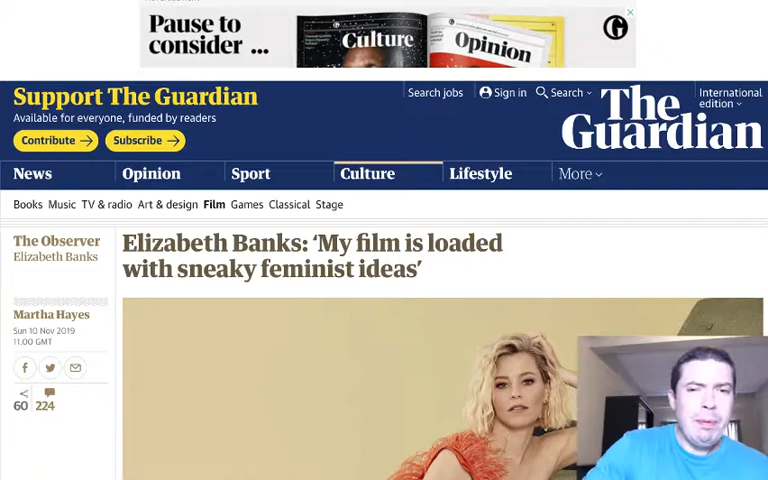 Pause to
consider ...
Culture
Opinion
Support The Guardian
Available for everyone, funded by readers
Contribute
Subscribe
Search jobs
Sign in
Search
International
edition
The
Guardian
News
Opinion
Sport
Culture
Lifestyle
More
Books Music TV & radio Art & design Film Games Classical Stage
The Observer
Elizabeth Banks
Elizabeth Banks: ‘My film is loaded
with sneaky feminist ideas’
Martha Hayes
Sun 10 Nov 2019
11.00 GMT
60 224